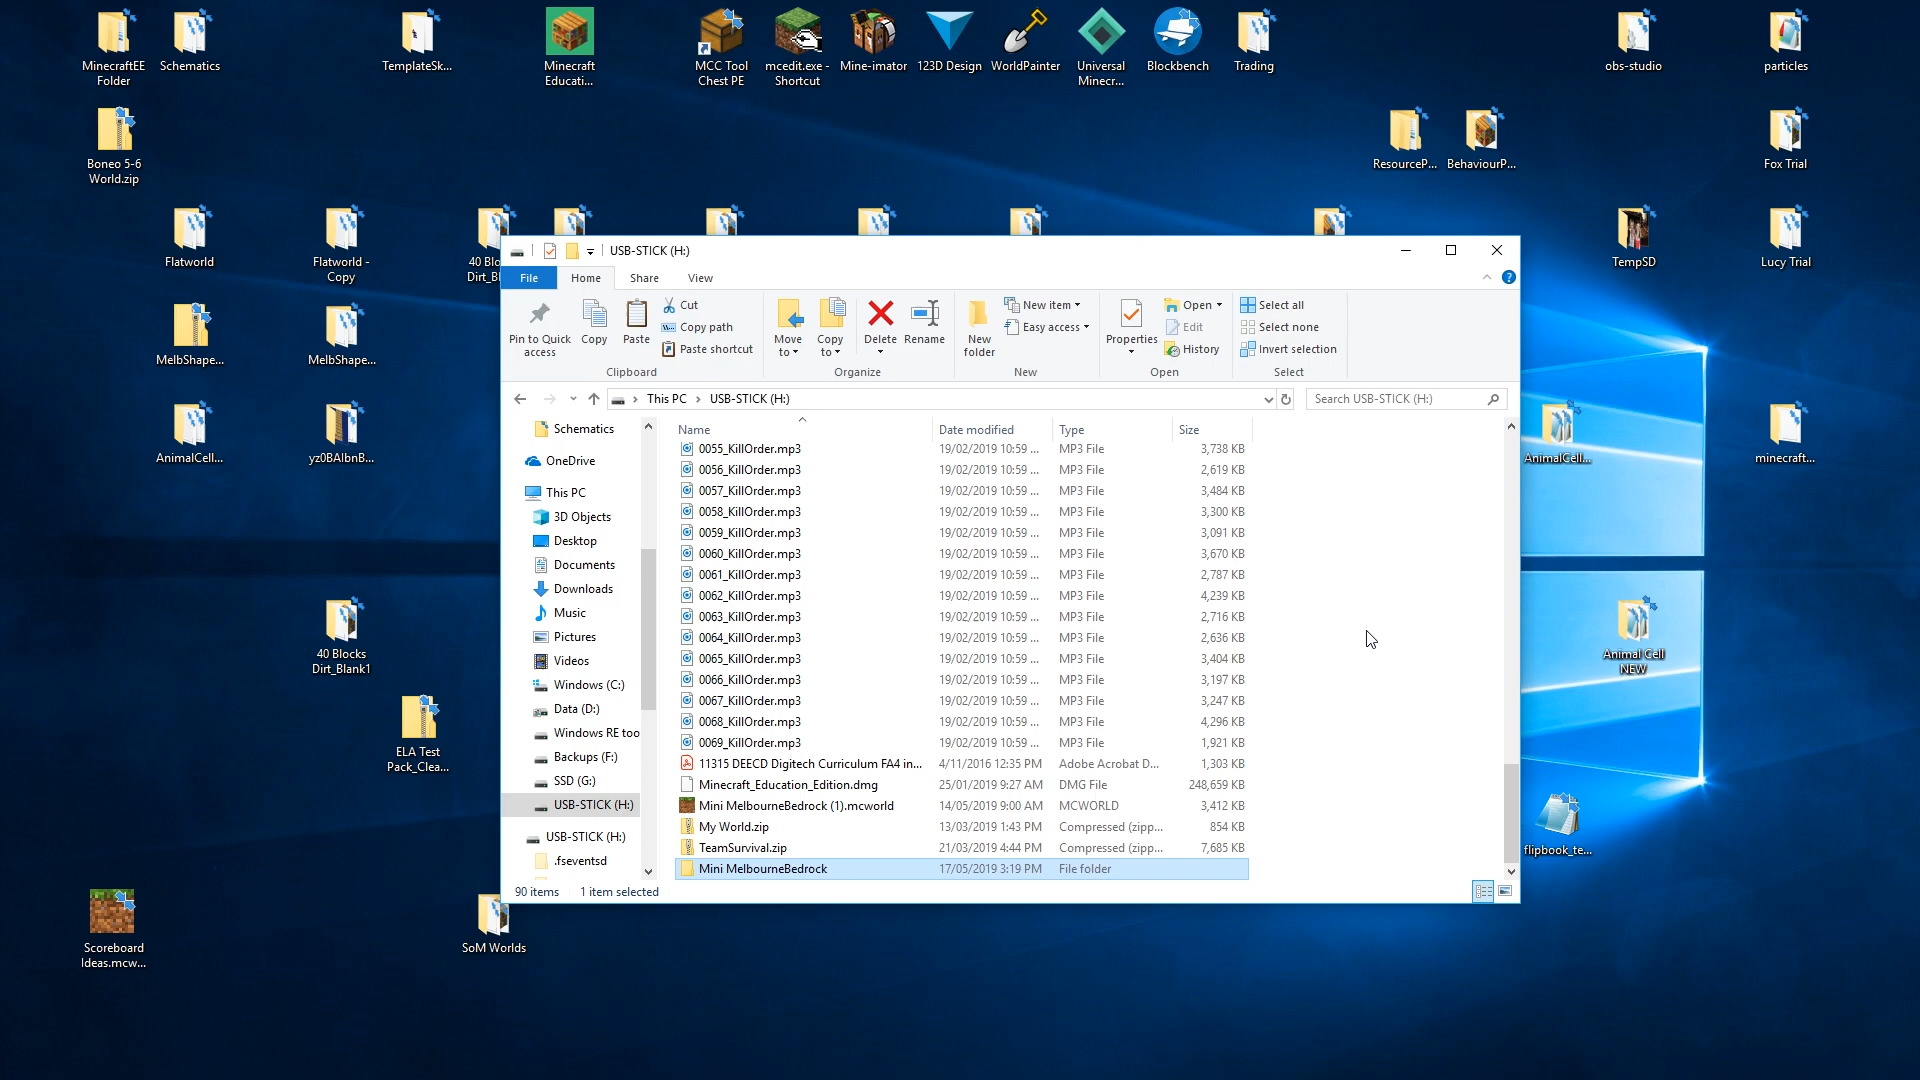 MinecraftEE
Folder
Schematics
TemplateSk...
Minecraft
Educati...
MCC Tool
Chest PE
mcedit.exe -
Shortcut
Mine-imator
123D Design
WorldPainter
Universal
Minecr...
Blockbench
Trading
obs-studio
particles
Boneo 5-6
World.zip
ResourceP...
BehaviourP...
Fox Trial
Flatworld
Flatworld -
Copy
40 Blo
Dirt_Bl
TempSD
Lucy Trial
MelbShape...
MelbShape...
AnimalCell...
yz0BAlbnB...
AnimalCell...
minecraft...
40 Blocks
Dirt_Blank1
Animal Cell
NEW
ELA Test
Pack_Clea...
flipbook_te...
Scoreboard
Ideas.mcw...
SoM Worlds
USB-STICK (H:)
File Home Share View
Pin to Quick
access
Copy
Paste
Cut
Copy path
Paste shortcut
Clipboard
Move
to
Copy
to
Delete
Rename
Organize
New
folder
New item
Easy access
New
Properties
Open
Edit
History
Open
Select all
Select none
Invert selection
Select
This PC USB-STICK (H:)
Search USB-STICK (H:)
Schematics
OneDrive
This PC
3D Objects
Desktop
Documents
Downloads
Music
Pictures
Videos
Windows (C:)
Data (D:)
Windows RE too
Backups (F:)
SSD (G:)
USB-STICK (H:)
USB-STICK (H:)
.fseventsd
Name Date modified Type Size
0055_KillOrder.mp3 19/02/2019 10:59 ... MP3 File 3,738 KB
0056_KillOrder.mp3 19/02/2019 10:59 ... MP3 File 2,619 KB
0057_KillOrder.mp3 19/02/2019 10:59 ... MP3 File 3,484 KB
0058_KillOrder.mp3 19/02/2019 10:59 ... MP3 File 3,300 KB
0059_KillOrder.mp3 19/02/2019 10:59 ... MP3 File 3,091 KB
0060_KillOrder.mp3 19/02/2019 10:59 ... MP3 File 3,670 KB
0061_KillOrder.mp3 19/02/2019 10:59 ... MP3 File 2,787 KB
0062_KillOrder.mp3 19/02/2019 10:59 ... MP3 File 4,239 KB
0063_KillOrder.mp3 19/02/2019 10:59 ... MP3 File 2,716 KB
0064_KillOrder.mp3 19/02/2019 10:59 ... MP3 File 2,636 KB
0065_KillOrder.mp3 19/02/2019 10:59 ... MP3 File 3,404 KB
0066_KillOrder.mp3 19/02/2019 10:59 ... MP3 File 3,197 KB
0067_KillOrder.mp3 19/02/2019 10:59 ... MP3 File 3,247 KB
0068_KillOrder.mp3 19/02/2019 10:59 ... MP3 File 4,296 KB
0069_KillOrder.mp3 19/02/2019 10:59 ... MP3 File 1,921 KB
11315 DEECD Digitech Curriculum FA4 in... 4/11/2016 12:35 PM Adobe Acrobat D... 1,303 KB
Minecraft_Education_Edition.dmg 25/01/2019 9:27 AM DMG File 248,659 KB
Mini MelbourneBedrock (1).mcworld 14/05/2019 9:00 AM MCWORLD 3,412 KB
My World.zip 13/03/2019 1:43 PM Compressed (zipp... 854 KB
TeamSurvival.zip 21/03/2019 4:44 PM Compressed (zipp... 7,685 KB
Mini MelbourneBedrock 17/05/2019 3:19 PM File folder
90 items 1 item selected